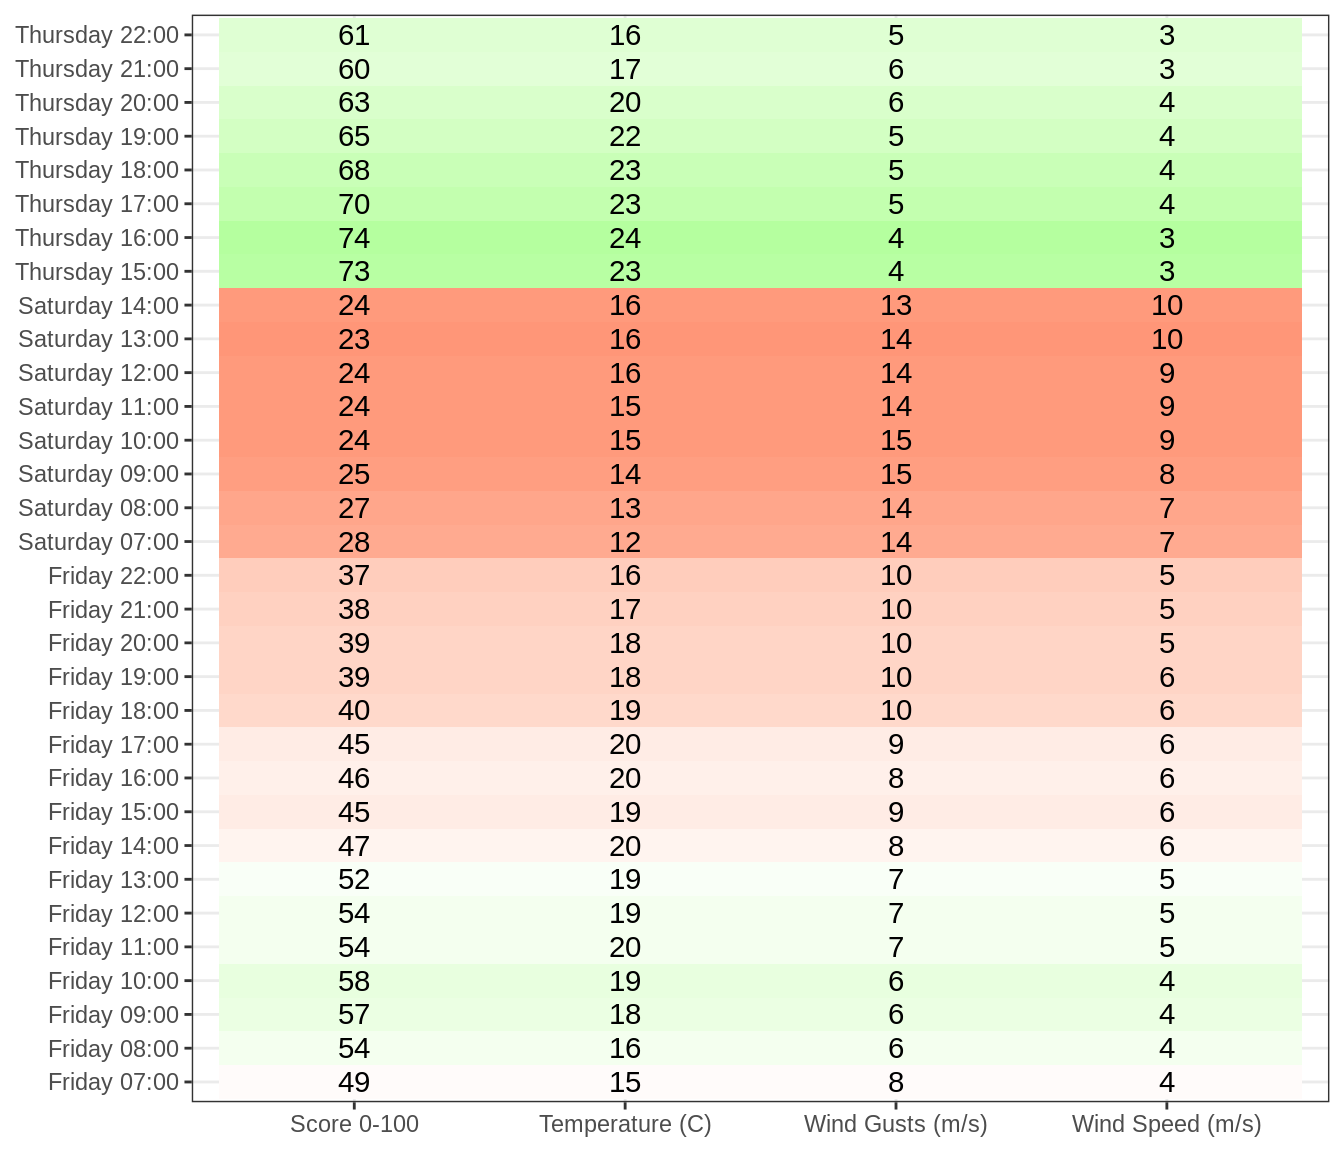 Thursday 22:00 61 16 5 3
Thursday 21:00 60 17 6 3
Thursday 20:00 63 20 6 4
Thursday 19:00 65 22 5 4
Thursday 18:00 68 23 5 4
Thursday 17:00 70 23 5 4
Thursday 16:00 74 24 4 3
Thursday 15:00 73 23 4 3
Saturday 14:00 24 16 13 10
Saturday 13:00 23 16 14 10
Saturday 12:00 24 16 14 9
Saturday 11:00 24 15 14 9
Saturday 10:00 24 15 15 9
Saturday 09:00 25 14 15 8
Saturday 08:00 27 13 14 7
Saturday 07:00 28 12 14 7
Friday 22:00 37 16 10 5
Friday 21:00 38 17 10 5
Friday 20:00 39 18 10 5
Friday 19:00 39 18 10 6
Friday 18:00 40 19 10 6
Friday 17:00 45 20 9 6
Friday 16:00 46 20 8 6
Friday 15:00 45 19 9 6
Friday 14:00 47 20 8 6
Friday 13:00 52 19 7 5
Friday 12:00 54 19 7 5
Friday 11:00 54 20 7 5
Friday 10:00 58 19 6 4
Friday 09:00 57 18 6 4
Friday 08:00 54 16 6 4
Friday 07:00 49 15 8 4
Score 0-100 Temperature (C) Wind Gusts (m/s) Wind Speed (m/s)